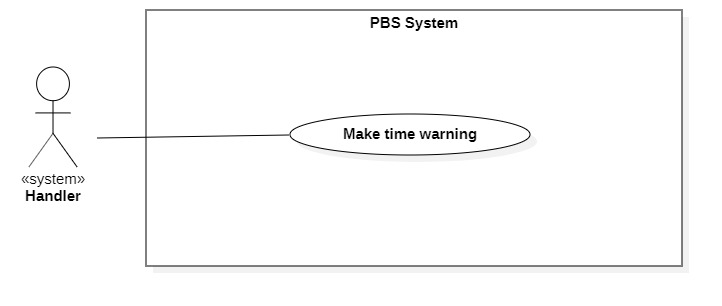 PBS System
Make time warning
«system»
Handler